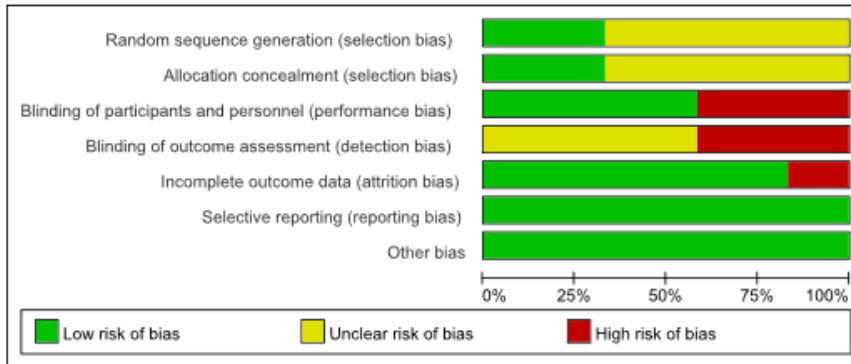 Random sequence generation (selection bias)
Allocation concealment (selection bias)
Blinding of participants and personnel (performance bias)
Blinding of outcome assessment (detection bias)
Incomplete outcome data (attrition bias)
Selective reporting (reporting bias)
Other bias
0% 25% 50% 75% 100%
Low risk of bias Unclear risk of bias High risk of bias